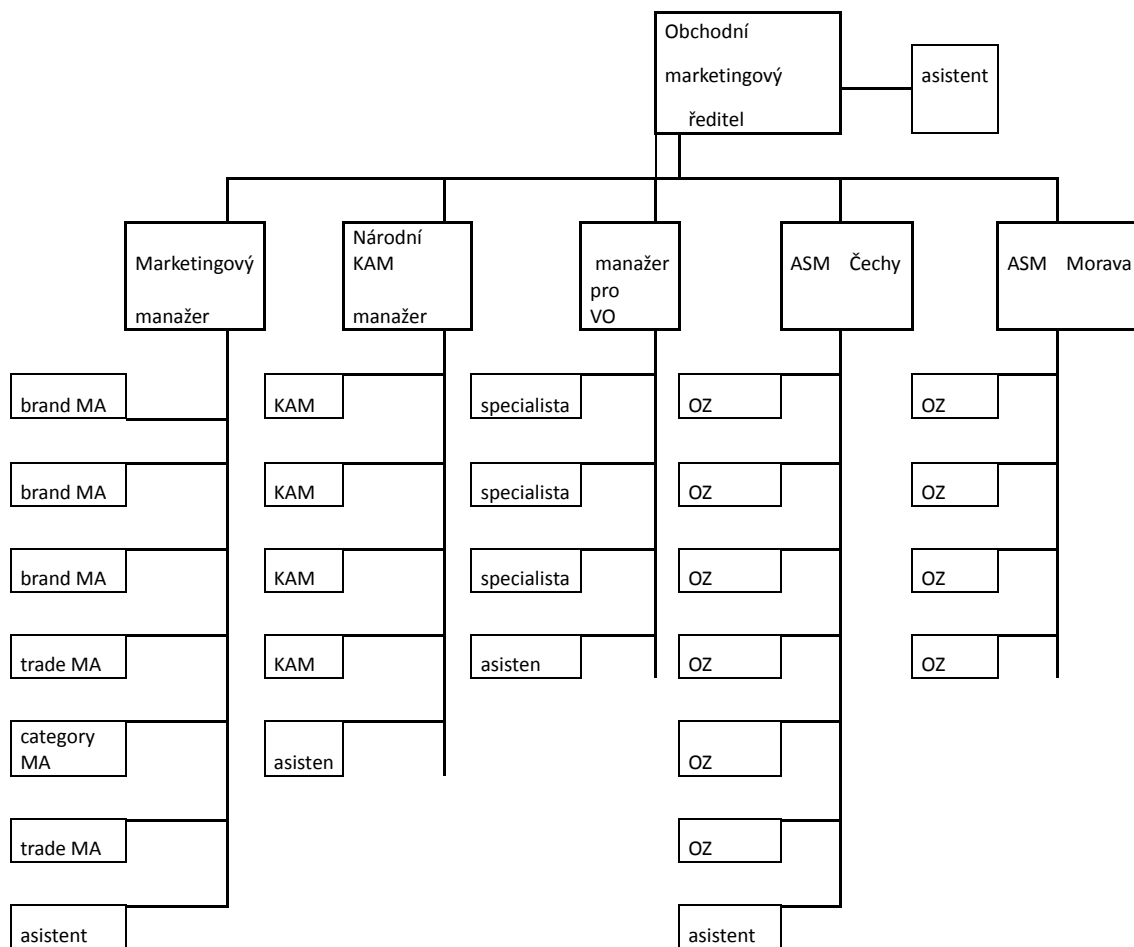 Obchodní
marketingový
ředitel
asistent
Marketingový
manažer
Národní
KAM
manažer
manažer
pro
VO
ASM Čechy
ASM Morava
brand MA
KAM
specialista
OZ
OZ
brand MA
KAM
specialista
OZ
OZ
brand MA
KAM
specialista
OZ
OZ
trade MA
KAM
asisten
OZ
OZ
category
MA
asisten
OZ
trade MA
OZ
asistent
asistent